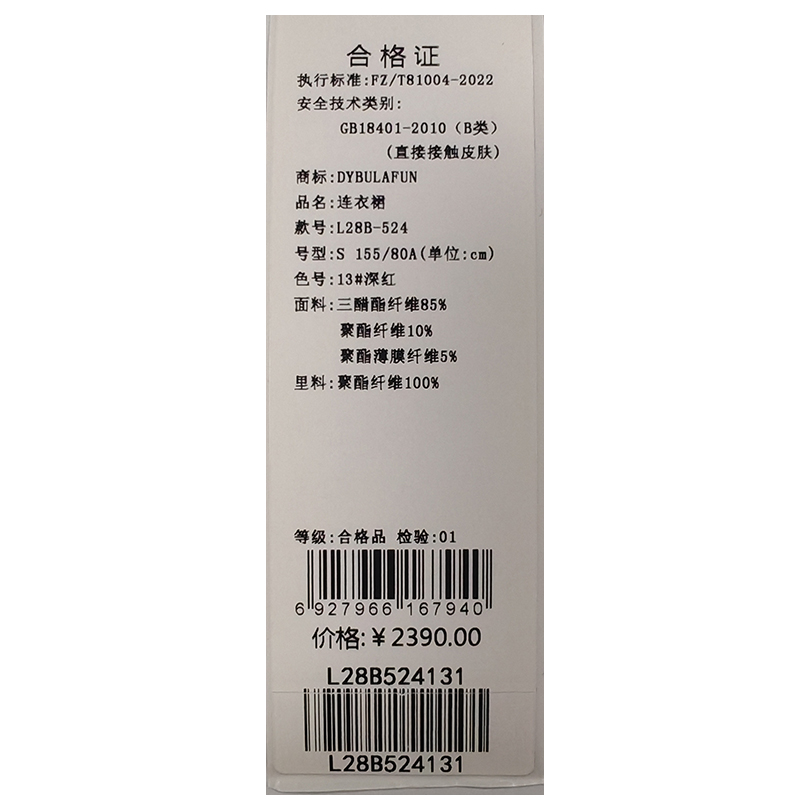 合格证
执行标准:FZ/T81004-2022
安全技术类别:
GB18401-2010（B类）
(直接接触皮肤)
商标:DYBULAFUN
品名:连衣裙
款号:L28B-524
号型:S 155/80A(单位:cm)
色号:13#深红
面料:三醋酯纤维85%
聚酯纤维10%
聚酯薄膜纤维5%
里料:聚酯纤维100%
等级:合格品 检验:01
6 927966 167940
价格:￥2390.00
L28B524131
L28B524131